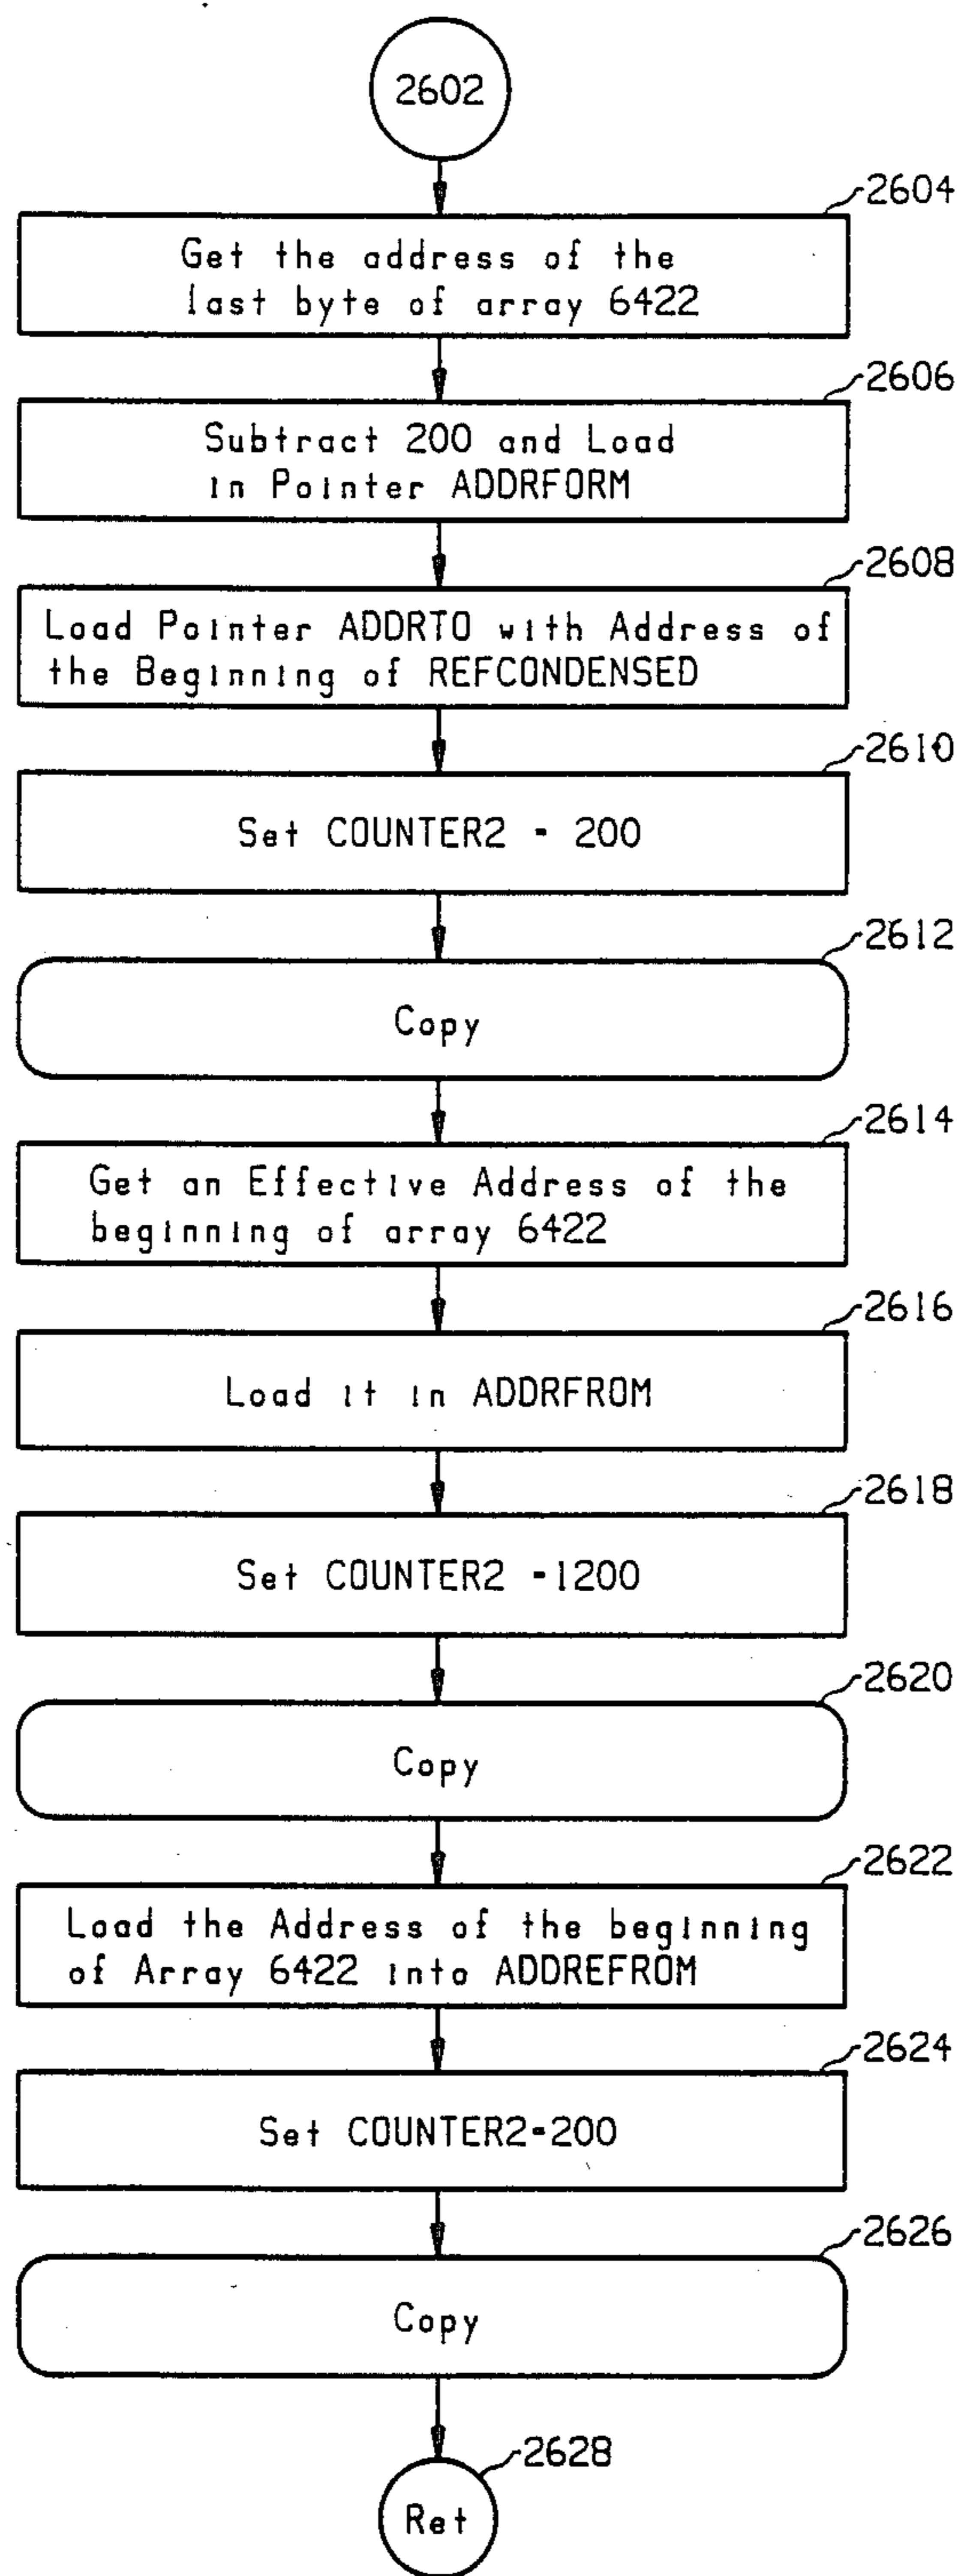 2602
2604
Get the address of the
last byte of array 6422
2606
Subtract 200 and Load
in Pointer ADDRFORM
2608
Load Pointer ADDRTO with Address of
the Beginning of REFCONDENSED
2610
Set COUNTER2 = 200
2612
Copy
2614
Get an Effective Address of the
beginning of array 6422
2616
Load it in ADDRFROM
2618
Set COUNTER2 =1200
2620
Copy
2622
Load the Address of the beginning
of Array 6422 into ADDREFROM
2624
Set COUNTER2=200
2626
Copy
2628
Ret